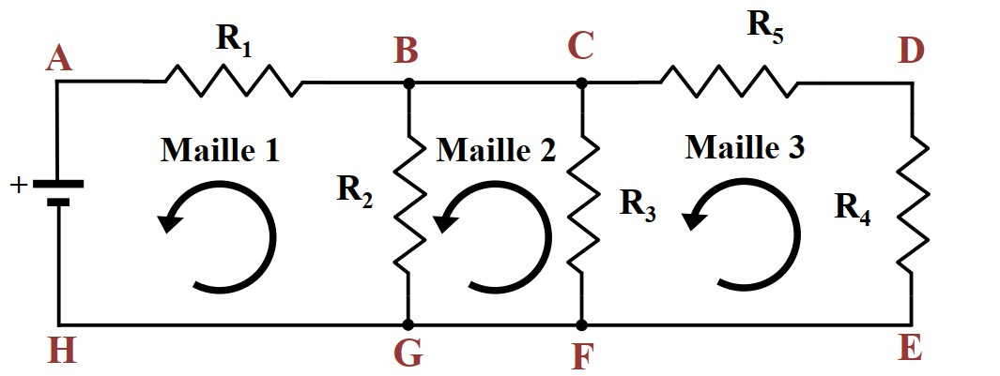 A
R₁
B
C
R₅
D
Maille 1
Maille 2
Maille 3
+
R₂
R₃
R₄
H
G
F
E